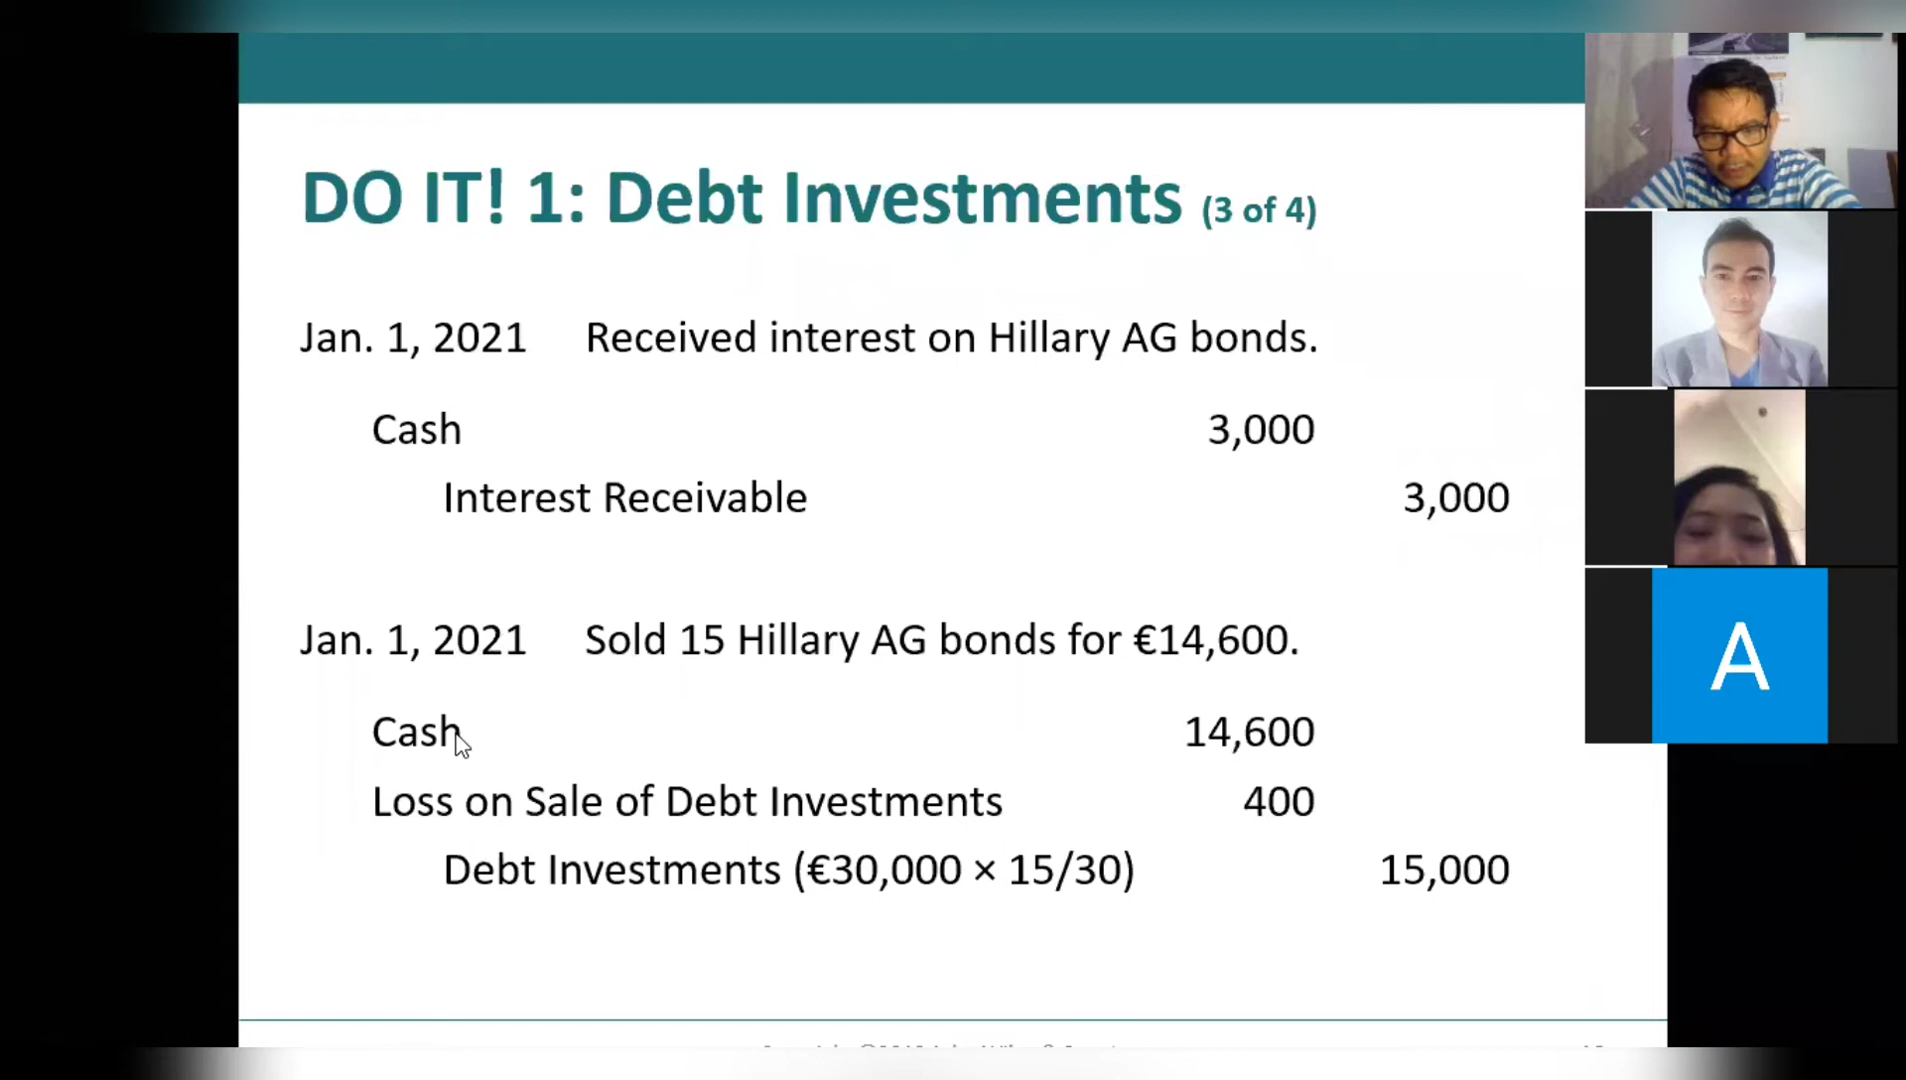 DO IT! 1: Debt Investments (3 of 4)
Jan. 1, 2021 Received interest on Hillary AG bonds.
Cash 3,000
Interest Receivable 3,000
Jan. 1, 2021 Sold 15 Hillary AG bonds for €14,600.
Cash 14,600
Loss on Sale of Debt Investments 400
Debt Investments (€30,000 × 15/30) 15,000
A